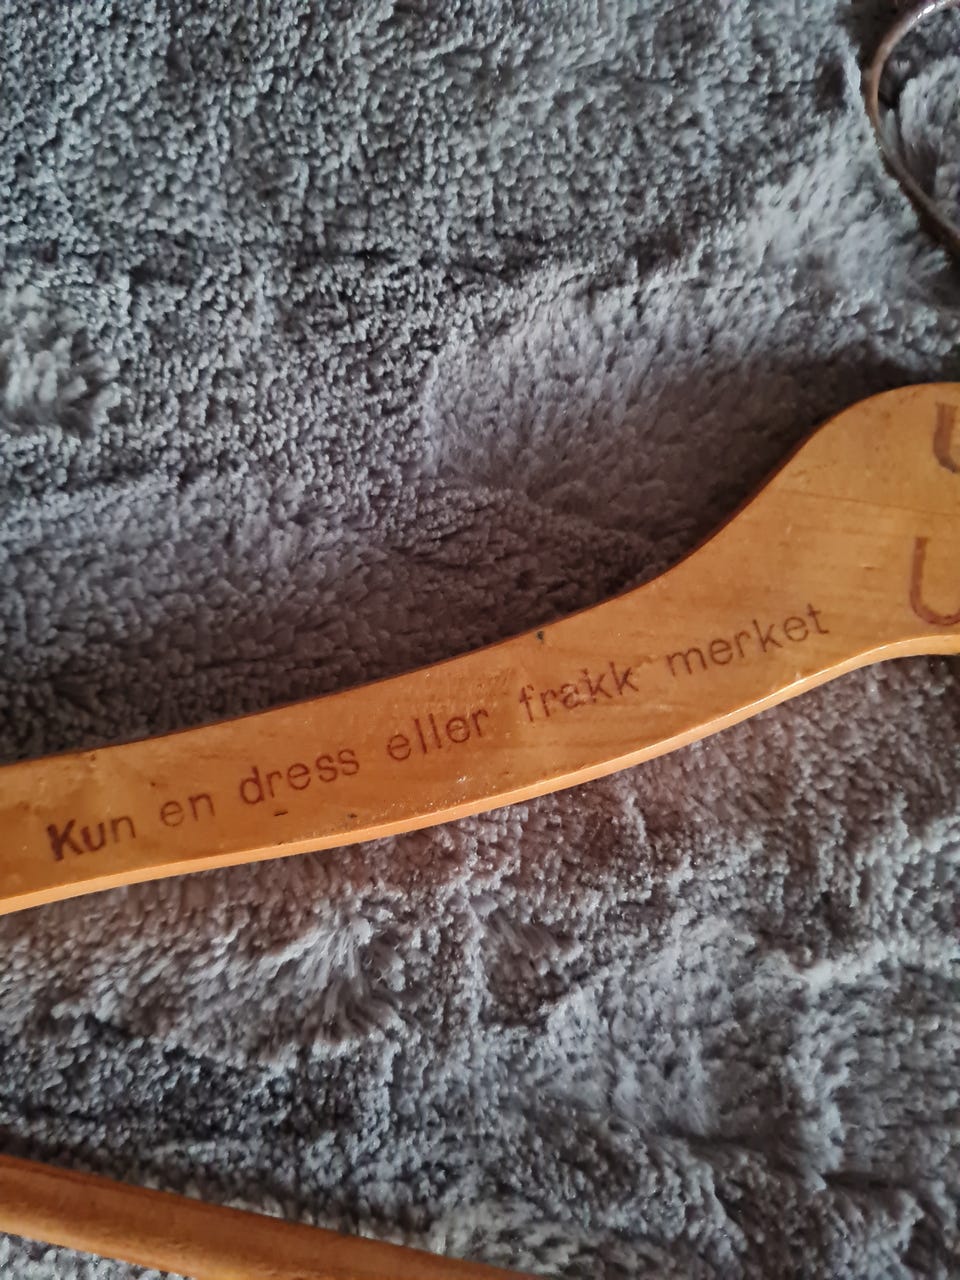 Kun en dress eller frakk merket